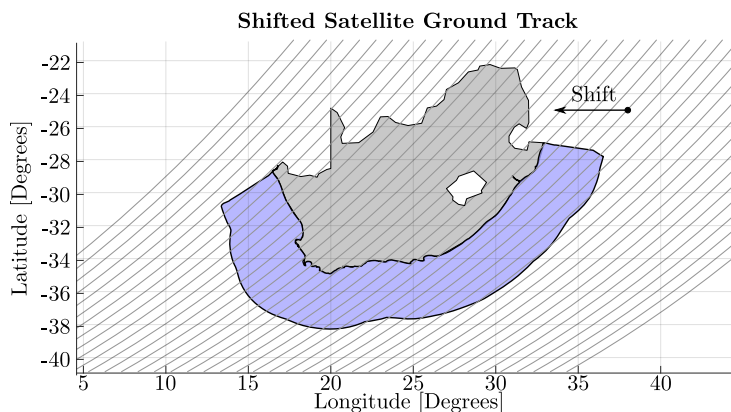 Shifted Satellite Ground Track
-22
-24
-26
-28
-30
-32
-34
-36
-38
-40
Latitude [Degrees]
Shift
5 10 15 20 25 30 35 40
Longitude [Degrees]